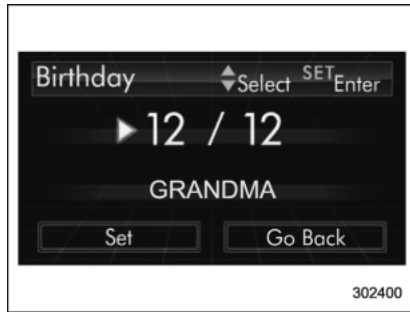 Birthday Select SET Enter
12 / 12
GRANDMA
Set Go Back
302400